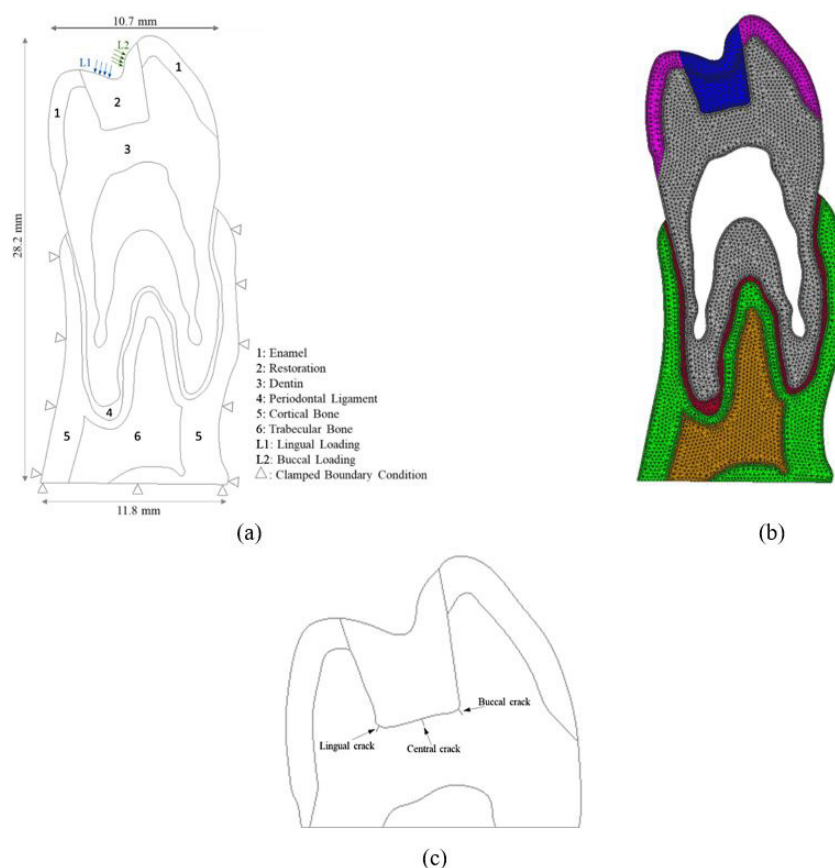 10.7 mm
L2
L1
1
2
1
3
28.2 mm
1: Enamel
2: Restoration
3: Dentin
4: Periodontal Ligament
5: Cortical Bone
6: Trabecular Bone
L1: Lingual Loading
L2: Buccal Loading
△: Clamped Boundary Condition
4
5
6
5
11.8 mm
(a)
(b)
Buccal crack
Lingual crack
Central crack
(c)